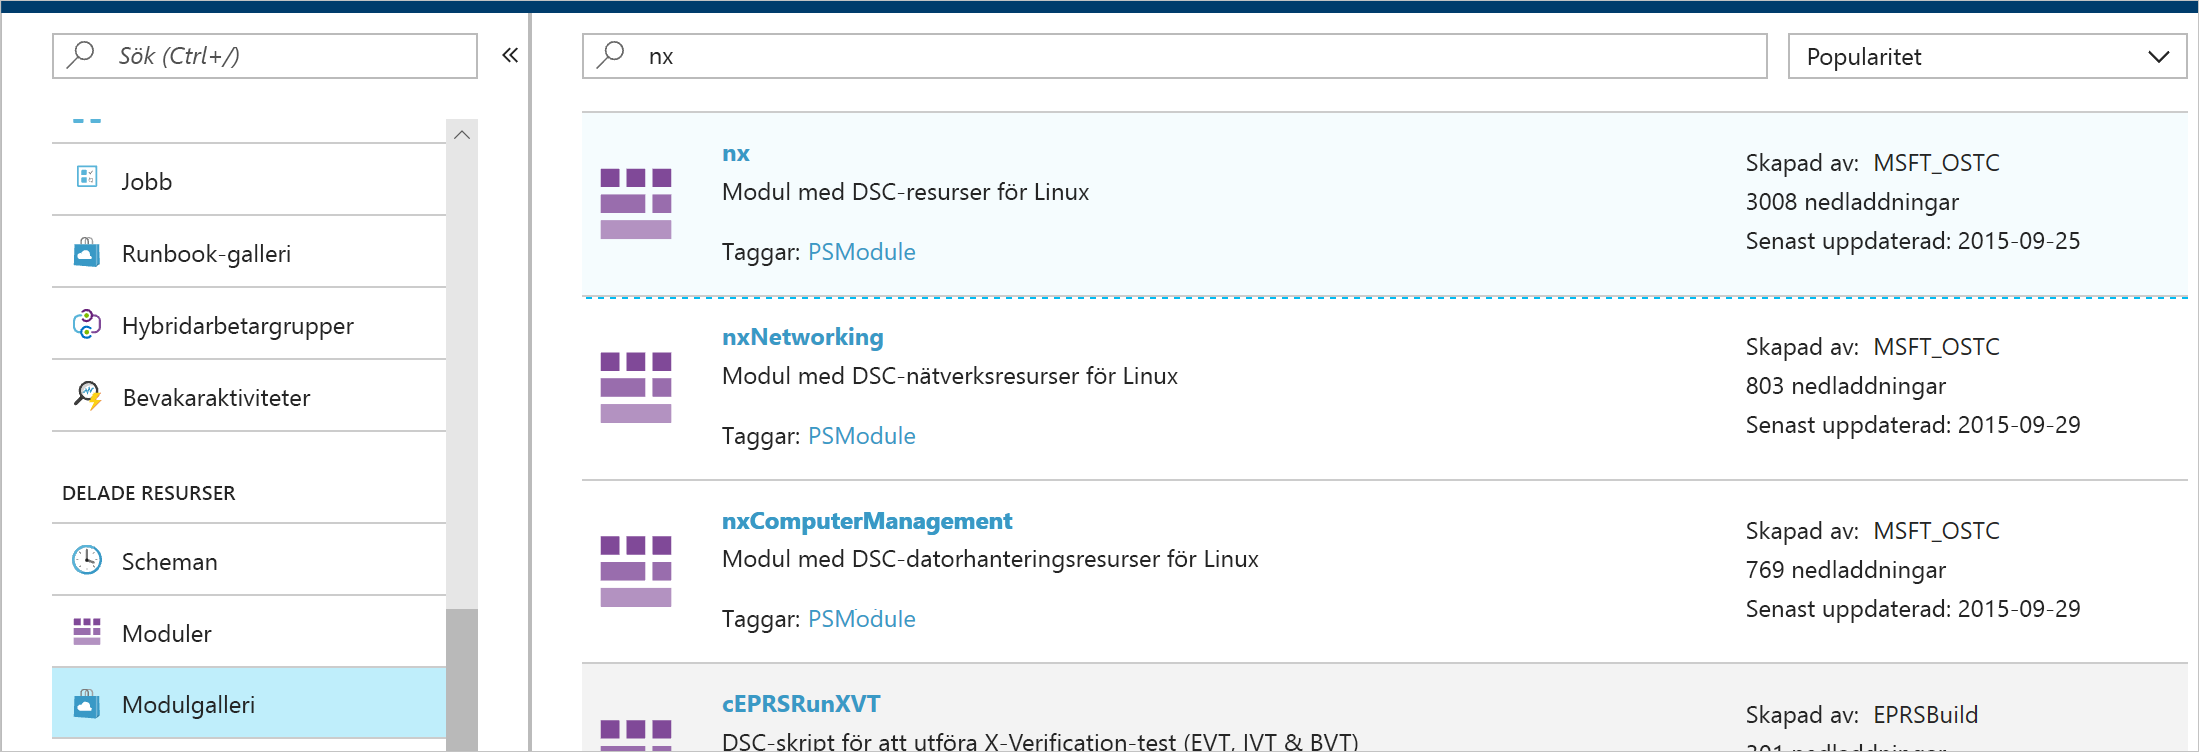 Sök (Ctrl+/)
«
nx
Popularitet
Jobb
Runbook-galleri
Hybridarbetargrupper
Bevakaraktiviteter
DELADE RESURSER
Scheman
Moduler
Modulgalleri
nx
Modul med DSC-resurser för Linux
Taggar: PSModule
Skapad av: MSFT_OSTC
3008 nedladdningar
Senast uppdaterad: 2015-09-25
nxNetworking
Modul med DSC-nätverksresurser för Linux
Taggar: PSModule
Skapad av: MSFT_OSTC
803 nedladdningar
Senast uppdaterad: 2015-09-29
nxComputerManagement
Modul med DSC-datorhanteringsresurser för Linux
Taggar: PSModule
Skapad av: MSFT_OSTC
769 nedladdningar
Senast uppdaterad: 2015-09-29
cEPRSRunXVT
DSC-skript för att utföra X-Verification-test (EVT, IVT & BVT)
Skapad av: EPRSBuild
301 nedladdningar